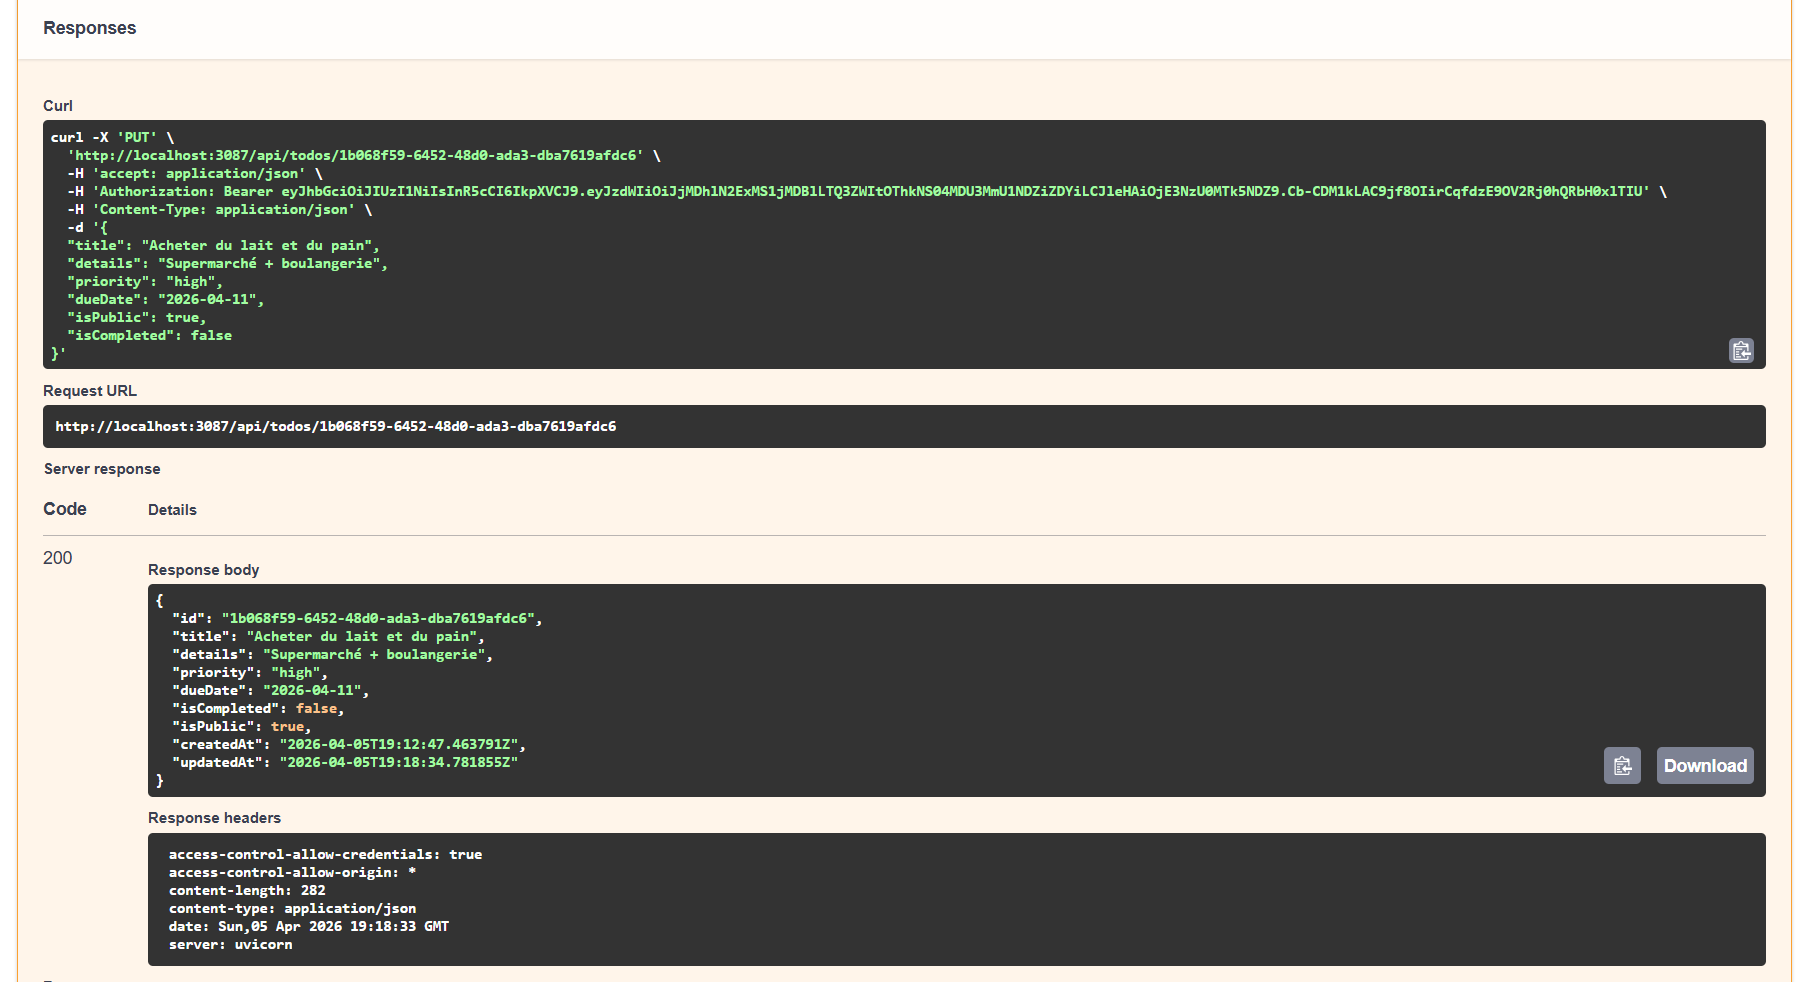 Responses
Curl
curl -X 'PUT' \
  'http://localhost:3087/api/todos/1b068f59-6452-48d0-ada3-dba7619afdc6' \
  -H 'accept: application/json' \
  -H 'Authorization: Bearer eyJhbGciOiJIUzI1NiIsInR5cCI6IkpXVCJ9.eyJzdWIiOiJjMDhlN2ExMS1jMDB1LTQ3ZWItOThkNS04MDU3MmU1NDZiZDYiLCJleHAiOjE3NzU0MTk5NDZ9.Cb-CDM1kLAC9jf8OIirCqfdzE9OV2Rj0hQRbH0xlTIU' \
  -H 'Content-Type: application/json' \
  -d '{
  "title": "Acheter du lait et du pain",
  "details": "Supermarché + boulangerie",
  "priority": "high",
  "dueDate": "2026-04-11",
  "isPublic": true,
  "isCompleted": false
}'
Request URL
http://localhost:3087/api/todos/1b068f59-6452-48d0-ada3-dba7619afdc6
Server response
Code Details
200
Response body
{
  "id": "1b068f59-6452-48d0-ada3-dba7619afdc6",
  "title": "Acheter du lait et du pain",
  "details": "Supermarché + boulangerie",
  "priority": "high",
  "dueDate": "2026-04-11",
  "isCompleted": false,
  "isPublic": true,
  "createdAt": "2026-04-05T19:12:47.463791Z",
  "updatedAt": "2026-04-05T19:18:34.781855Z"
}
Download
Response headers
access-control-allow-credentials: true
access-control-allow-origin: *
content-length: 282
content-type: application/json
date: Sun,05 Apr 2026 19:18:33 GMT
server: uvicorn